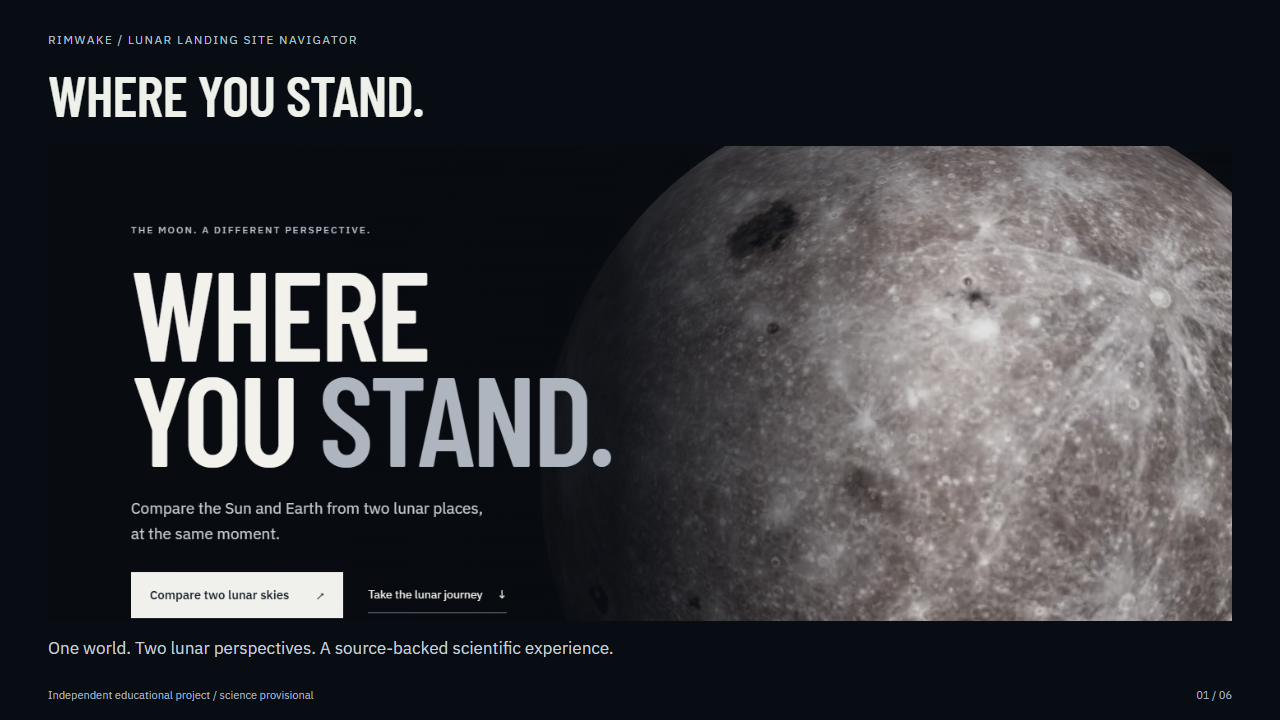 RIMWAKE / LUNAR LANDING SITE NAVIGATOR
WHERE YOU STAND.
THE MOON. A DIFFERENT PERSPECTIVE.
WHERE
YOU STAND.
Compare the Sun and Earth from two lunar places,
at the same moment.
Compare two lunar skies ↗
Take the lunar journey ↓
One world. Two lunar perspectives. A source-backed scientific experience.
Independent educational project / science provisional
01 / 06